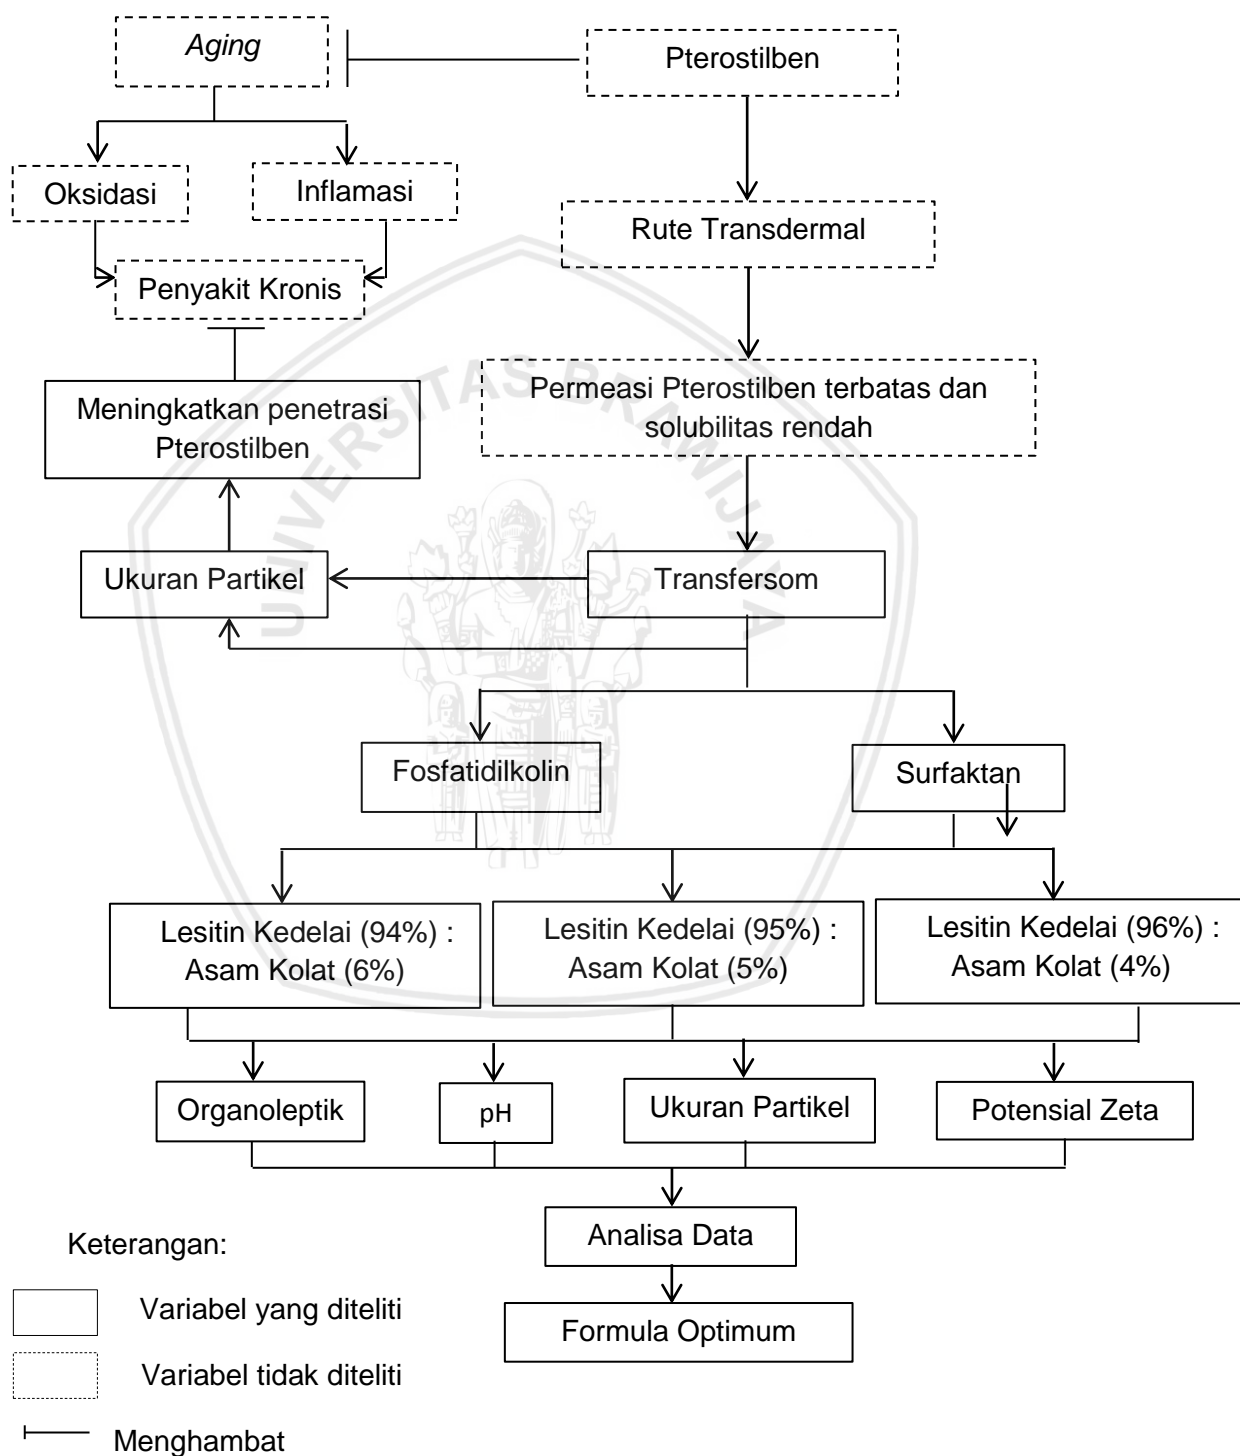 Aging
Pterostilben
Oksidasi
Inflamasi
Rute Transdermal
Penyakit Kronis
Meningkatkan penetrasi
Pterostilben
Permeasi Pterostilben terbatas dan
solubilitas rendah
Ukuran Partikel
Transfersom
UNIVERSITAS BRAWIJAYA
Fosfatidilkolin
Surfaktan
Lesitin Kedelai (94%) :
Asam Kolat (6%)
Lesitin Kedelai (95%) :
Asam Kolat (5%)
Lesitin Kedelai (96%) :
Asam Kolat (4%)
Organoleptik
pH
Ukuran Partikel
Potensial Zeta
Analisa Data
Formula Optimum
Keterangan:
Variabel yang diteliti
Variabel tidak diteliti
Menghambat